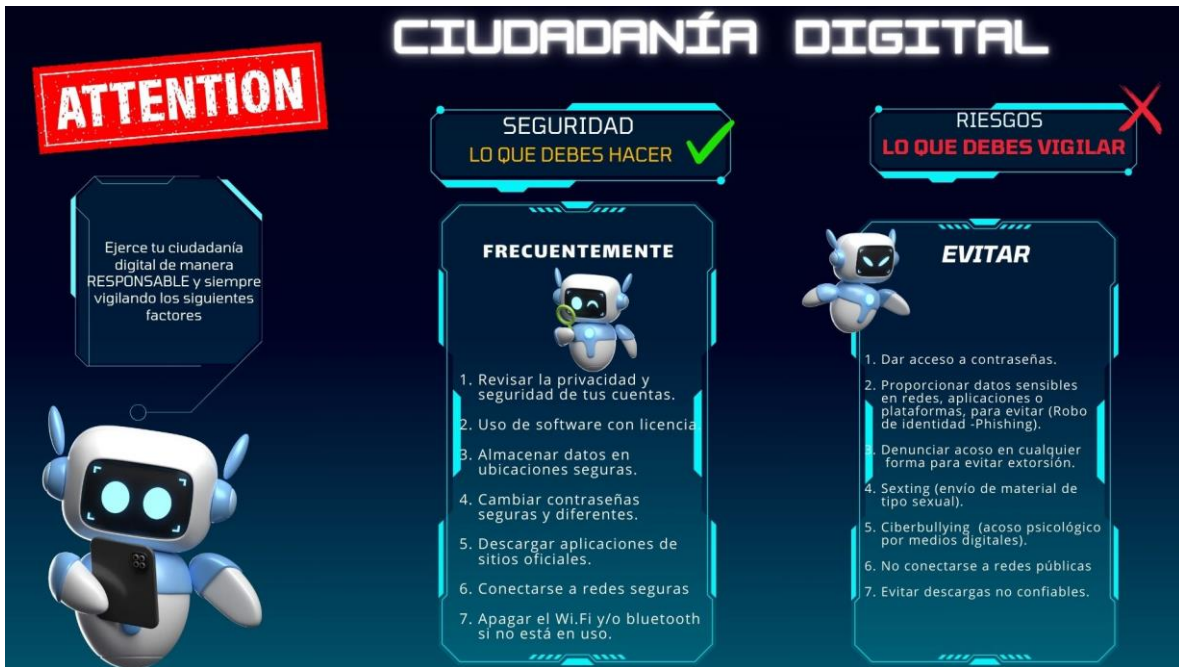 CIUDADANÍA DIGITAL
ATTENTION
Ejerce tu ciudadanía
digital de manera
RESPONSABLE y siempre
vigilando los siguientes
factores
SEGURIDAD
LO QUE DEBES HACER
FRECUENTEMENTE
1. Revisar la privacidad y
seguridad de tus cuentas.
2. Uso de software con licencia
3. Almacenar datos en
ubicaciones seguras.
4. Cambiar contraseñas
seguras y diferentes.
5. Descargar aplicaciones de
sitios oficiales.
6. Conectarse a redes seguras
7. Apagar el Wi.Fi y/o bluetooth
si no está en uso.
RIESGOS
LO QUE DEBES VIGILAR
EVITAR
1. Dar acceso a contraseñas.
2. Proporcionar datos sensibles
en redes, aplicaciones o
plataformas, para evitar (Robo
de identidad -Phishing).
3. Denunciar acoso en cualquier
forma para evitar extorsión.
4. Sexting (envío de material de
tipo sexual).
5. Ciberbullying (acoso psicológico
por medios digitales).
6. No conectarse a redes públicas
7. Evitar descargas no confiables.